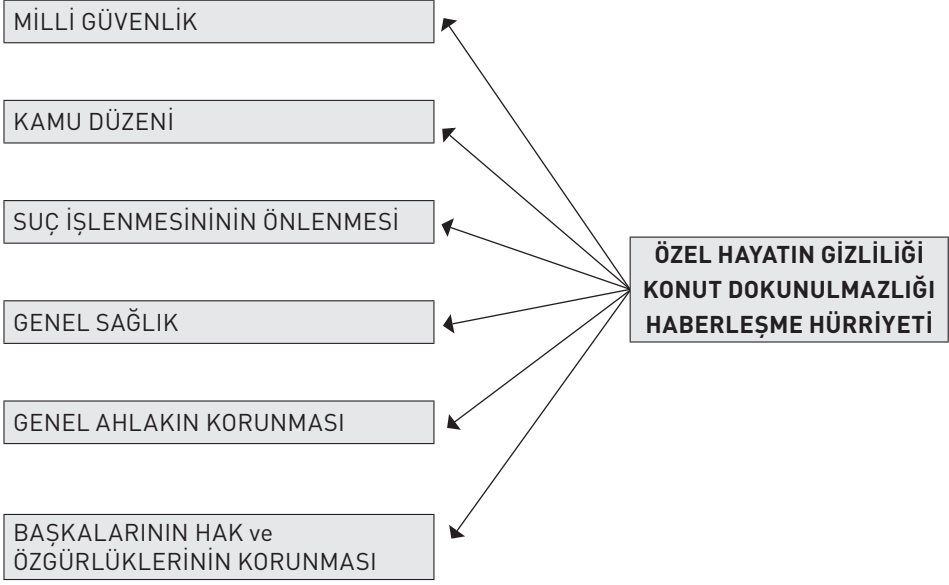 MİLLİ GÜVENLİK
KAMU DÜZENİ
SUÇ İŞLENMESİNİNİN ÖNLENMESİ
GENEL SAĞLIK
GENEL AHLAKIN KORUNMASI
BAŞKALARININ HAK ve
ÖZGÜRLÜKLERİNİN KORUNMASI
ÖZEL HAYATIN GİZLİLİĞİ
KONUT DOKUNULMAZLIĞI
HABERLEŞME HÜRRİYETİ